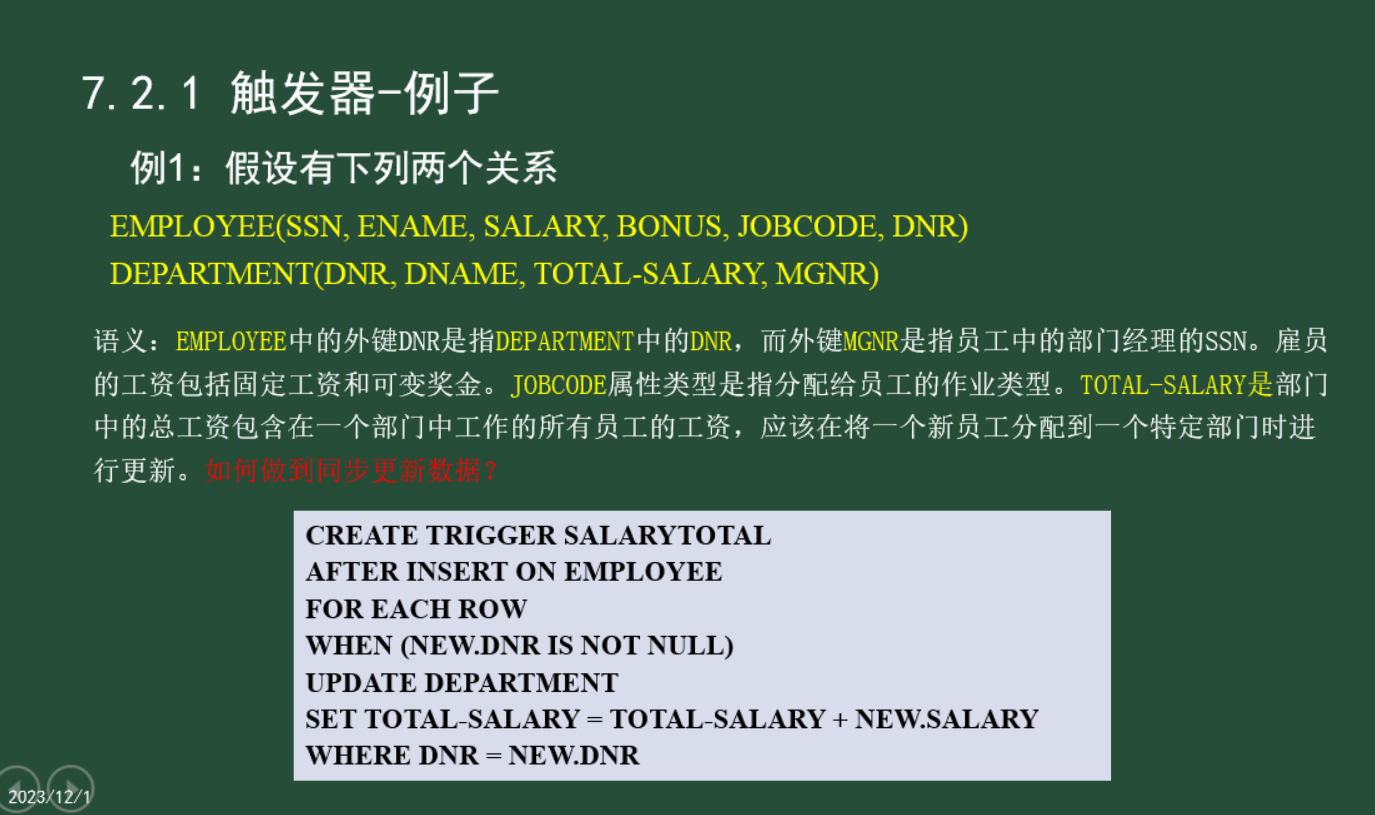 7.2.1 触发器-例子
例1：假设有下列两个关系
EMPLOYEE(SSN, ENAME, SALARY, BONUS, JOBCODE, DNR)
DEPARTMENT(DNR, DNAME, TOTAL-SALARY, MGNR)
语义：EMPLOYEE中的外键DNR是指DEPARTMENT中的DNR，而外键MGNR是指员工中的部门经理的SSN。雇员
的工资包括固定工资和可变奖金。JOBCODE属性类型是指分配给员工的作业类型。TOTAL-SALARY是部门
中的总工资包含在一个部门中工作的所有员工的工资，应该在将一个新员工分配到一个特定部门时进
行更新。如何做到同步更新数据？
CREATE TRIGGER SALARYTOTAL
AFTER INSERT ON EMPLOYEE
FOR EACH ROW
WHEN (NEW.DNR IS NOT NULL)
UPDATE DEPARTMENT
SET TOTAL-SALARY = TOTAL-SALARY + NEW.SALARY
WHERE DNR = NEW.DNR
2023/12/1